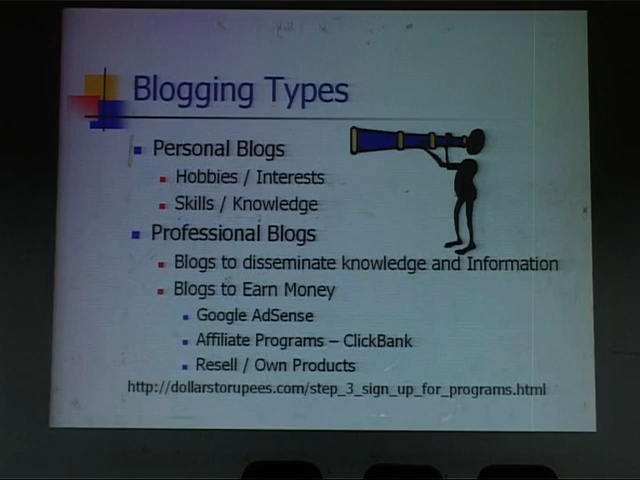 Blogging Types
Personal Blogs
Hobbies / Interests
Skills / Knowledge
Professional Blogs
Blogs to disseminate knowledge and Information
Blogs to Earn Money
Google AdSense
Affiliate Programs – ClickBank
Resell / Own Products
http://dollarstorupees.com/step_3_sign_up_for_programs.html